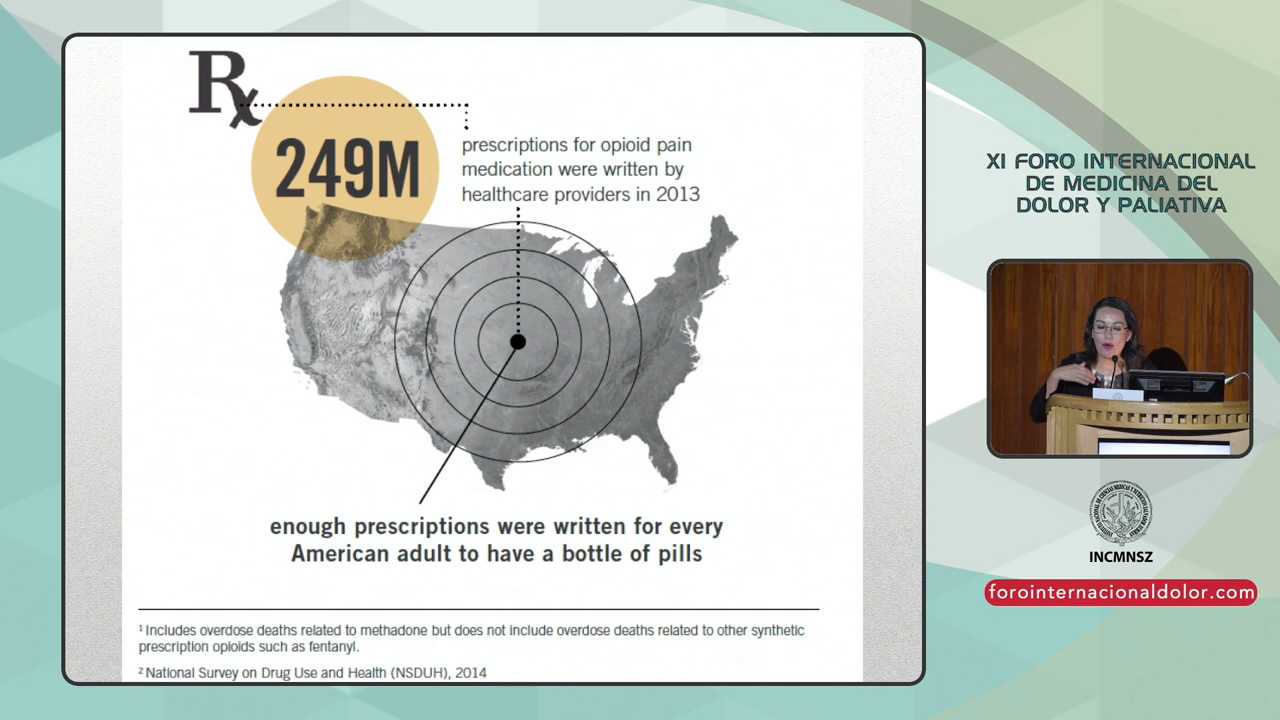 Rx
249M
prescriptions for opioid pain
medication were written by
healthcare providers in 2013
enough prescriptions were written for every
American adult to have a bottle of pills
¹ Includes overdose deaths related to methadone but does not include overdose deaths related to other synthetic
prescription opioids such as fentanyl.
² National Survey on Drug Use and Health (NSDUH), 2014
XI FORO INTERNACIONAL
DE MEDICINA DEL
DOLOR Y PALIATIVA
INCMNSZ
forointernacionaldolor.com